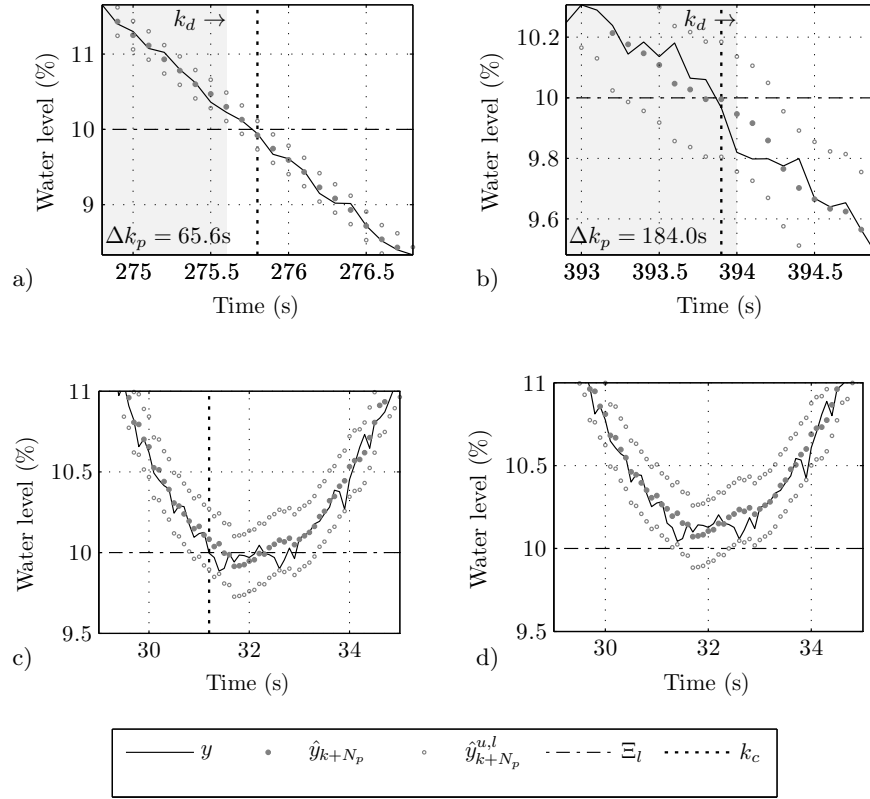 k_d →
11
10
9
Water level (%)
Δk_p = 65.6s
275
275.5
276
276.5
Time (s)
a)
k_d →
10.2
10
9.8
9.6
Water level (%)
Δk_p = 184.0s
393
393.5
394
394.5
Time (s)
b)
11
10.5
10
9.5
Water level (%)
30
32
34
Time (s)
c)
11
10.5
10
9.5
Water level (%)
30
32
34
Time (s)
d)
y ŷ_{k+N_p} ŷ^{u,l}_{k+N_p} Ξ_l k_c